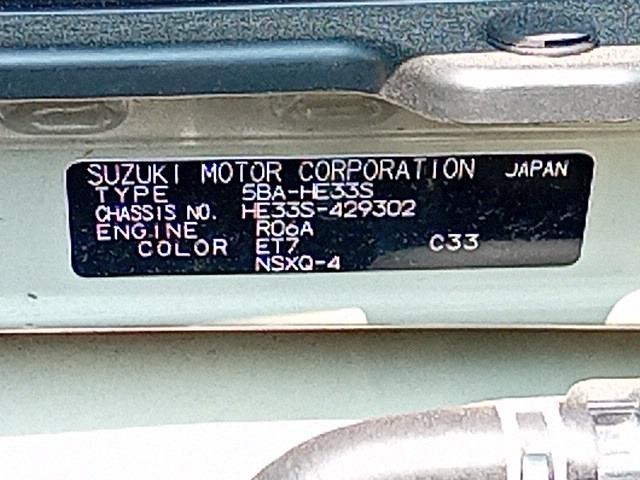 SUZUKI MOTOR CORPORATION JAPAN
TYPE 5BA-HE33S
CHASSIS NO. HE33S-429302
ENGINE R06A
COLOR ET7 C33
NSXQ-4